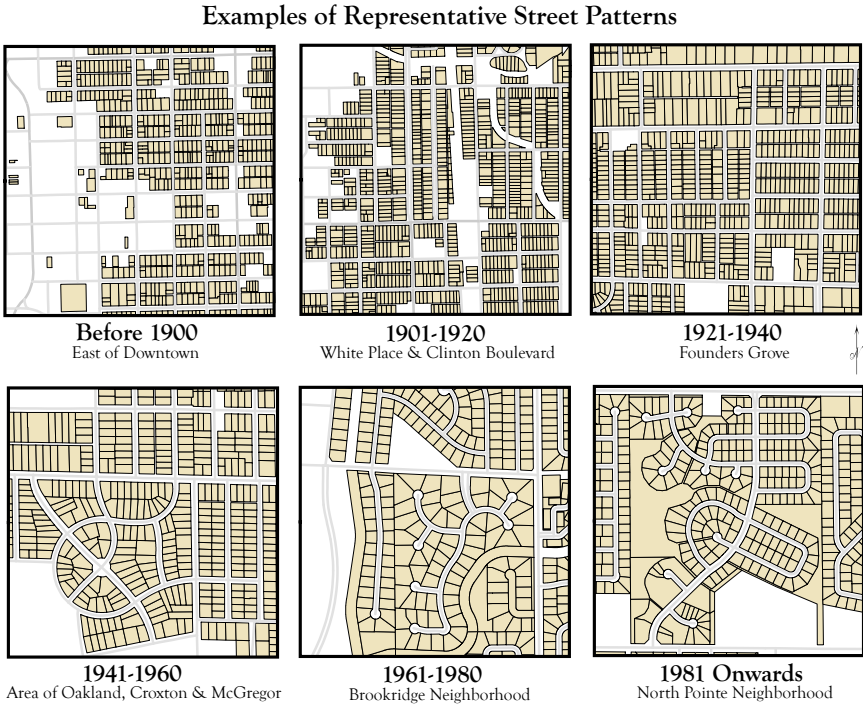 Examples of Representative Street Patterns
Before 1900
East of Downtown
1901-1920
White Place & Clinton Boulevard
1921-1940
Founders Grove
1941-1960
Area of Oakland, Croxton & McGregor
1961-1980
Brookridge Neighborhood
1981 Onwards
North Pointe Neighborhood